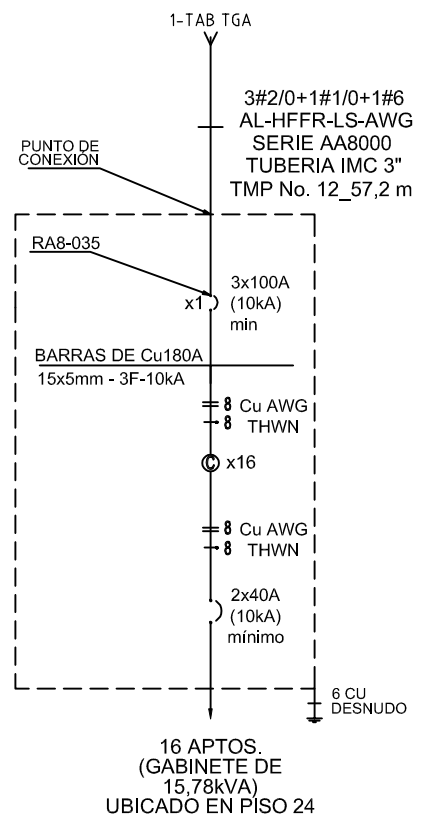 1-TAB TGA
3#2/0+1#1/0+1#6
AL-HFFR-LS-AWG
SERIE AA8000
TUBERIA IMC 3"
TMP No. 12_57,2 m
PUNTO DE
CONEXIÓN
RA8-035
x1
3x100A
(10kA)
min
BARRAS DE Cu180A
15x5mm - 3F-10kA
8 Cu AWG
8 THWN
C x16
8 Cu AWG
8 THWN
2x40A
(10kA)
mínimo
6 CU
DESNUDO
16 APTOS.
(GABINETE DE
15,78kVA)
UBICADO EN PISO 24